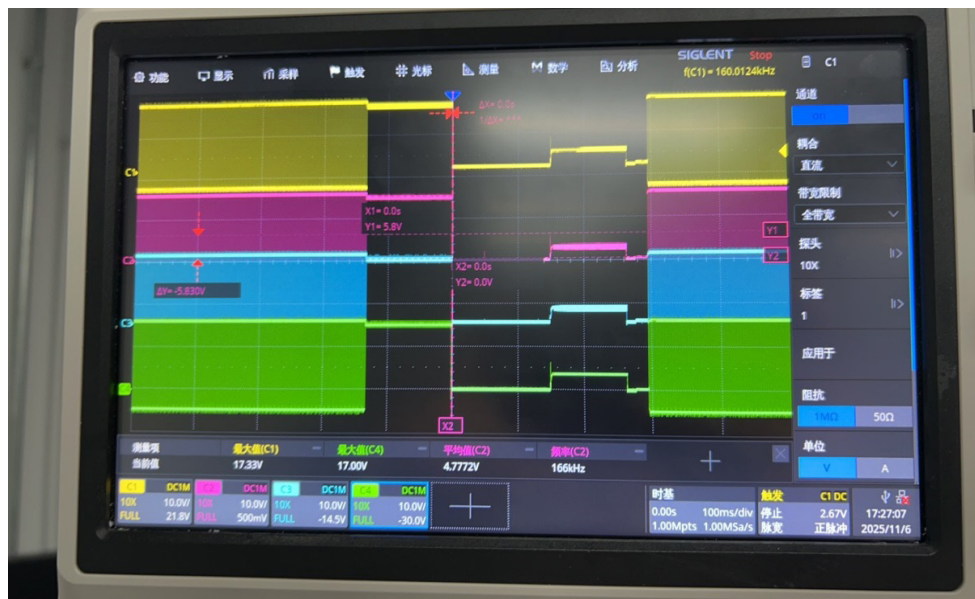 SIGLENT Stop
f(C1) = 160.0124kHz
功能 显示 采样 触发 光标 测量 数学 分析
C1
通道
on
耦合
直流
带宽限制
全带宽
探头
10X
标签
1
应用于
阻抗
1MΩ 50Ω
单位
V A
ΔX= 0.0s
1/ΔX= ***
X1= 0.0s
Y1= 5.8V
X2= 0.0s
Y2= 0.0V
ΔY=-5.830V
Y1
Y2
X2
C1
C2
C3
测量项 最大值(C1) 最大值(C4) 平均值(C2) 频率(C2)
当前值 17.33V 17.00V 4.7772V 166kHz
C1 DC1M
10X 10.0V/
FULL 21.8V
C2 DC1M
10X 10.0V/
FULL 500mV
C3 DC1M
10X 10.0V/
FULL -14.5V
C4 DC1M
10X 10.0V/
FULL -30.0V
时基
0.00s 100ms/div
1.00Mpts 1.00MSa/s
触发 C1 DC
停止 2.67V
脉宽 正脉冲
17:27:07
2025/11/6